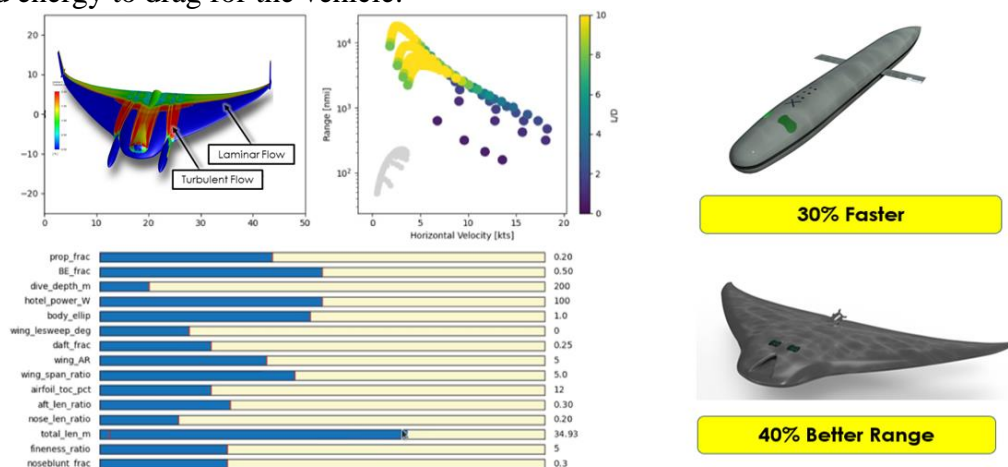 d energy to drag for the vehicle.
20
10
0
−10
−20
0
10
20
30
40
50
Laminar Flow
Turbulent Flow
10⁴
10³
10²
Range [nmi]
0
5
10
15
20
Horizontal Velocity [kts]
10
8
6
4
2
0
L/D
30% Faster
40% Better Range
prop_frac 0.20
BE_frac 0.50
dive_depth_m 200
hotel_power_W 100
body_ellip 1.0
wing_lesweep_deg 0
daft_frac 0.25
wing_AR 5
wing_span_ratio 5.0
airfoil_toc_pct 12
aft_len_ratio 0.30
nose_len_ratio 0.20
total_len_m 34.93
fineness_ratio 5
noseblunt_frac 0.3